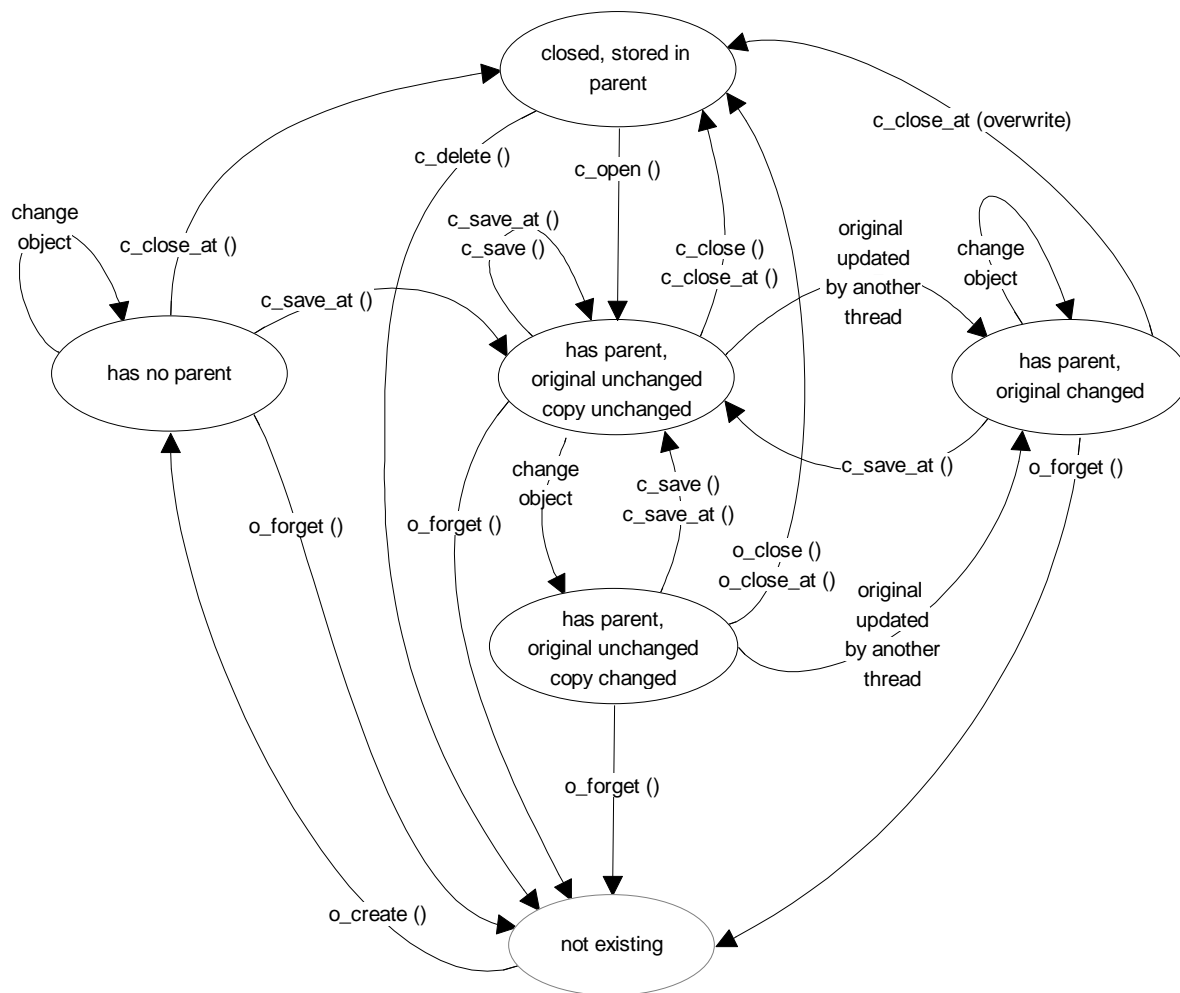 closed, stored in
parent
c_close_at (overwrite)
c_delete ()
c_open ()
change
object
c_save_at ()
c_save ()
c_close ()
c_close_at ()
original
updated
by another
thread
change
object
c_close_at ()
c_save_at ()
has no parent
has parent,
original unchanged
copy unchanged
has parent,
original changed
change
object
c_save ()
c_save_at ()
c_save_at ()
o_forget ()
o_forget ()
o_forget ()
o_close ()
o_close_at ()
has parent,
original unchanged
copy changed
original
updated
by another
thread
o_forget ()
o_create ()
not existing